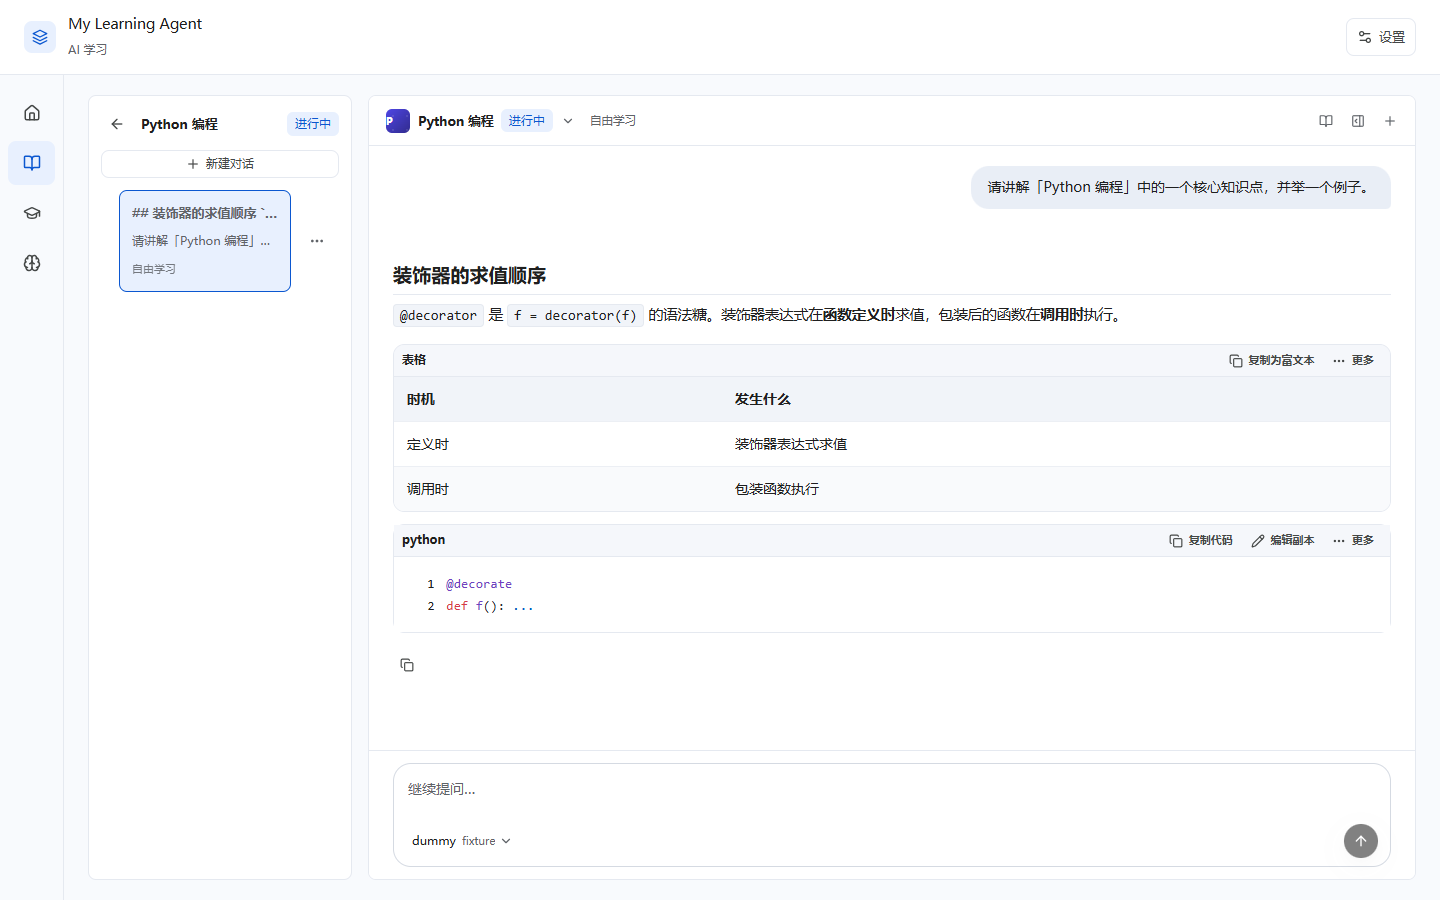 My Learning Agent
AI 学习
设置
Python 编程
进行中
新建对话
## 装饰器的求值顺序 `...
请讲解「Python 编程」...
自由学习
P
Python 编程
进行中
自由学习
请讲解「Python 编程」中的一个核心知识点，并举一个例子。
装饰器的求值顺序
@decorator 是 f = decorator(f) 的语法糖。装饰器表达式在函数定义时求值，包装后的函数在调用时执行。
表格
复制为富文本
更多
时机 发生什么
定义时 装饰器表达式求值
调用时 包装函数执行
python
复制代码
编辑副本
更多
1 @decorate
2 def f(): ...
继续提问...
dummy fixture